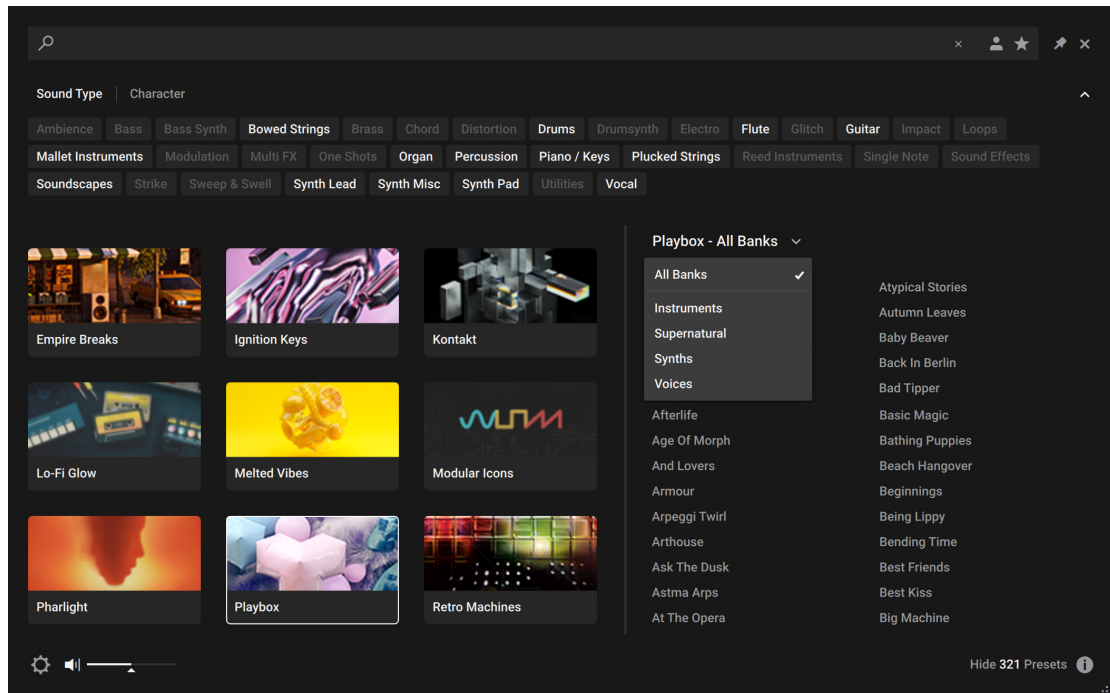 Sound Type Character
Ambience Bass Bass Synth Bowed Strings Brass Chord Distortion Drums Drumsynth Electro Flute Glitch Guitar Impact Loops
Mallet Instruments Modulation Multi FX One Shots Organ Percussion Piano / Keys Plucked Strings Reed Instruments Single Note Sound Effects
Soundscapes Strike Sweep & Swell Synth Lead Synth Misc Synth Pad Utilities Vocal
Empire Breaks
Ignition Keys
Kontakt
Lo-Fi Glow
Melted Vibes
Modular Icons
Pharlight
Playbox
Retro Machines
Playbox - All Banks
All Banks
Instruments
Supernatural
Synths
Voices
Afterlife
Age Of Morph
And Lovers
Armour
Arpeggi Twirl
Arthouse
Ask The Dusk
Astma Arps
At The Opera
Atypical Stories
Autumn Leaves
Baby Beaver
Back In Berlin
Bad Tipper
Basic Magic
Bathing Puppies
Beach Hangover
Beginnings
Being Lippy
Bending Time
Best Friends
Best Kiss
Big Machine
Hide 321 Presets